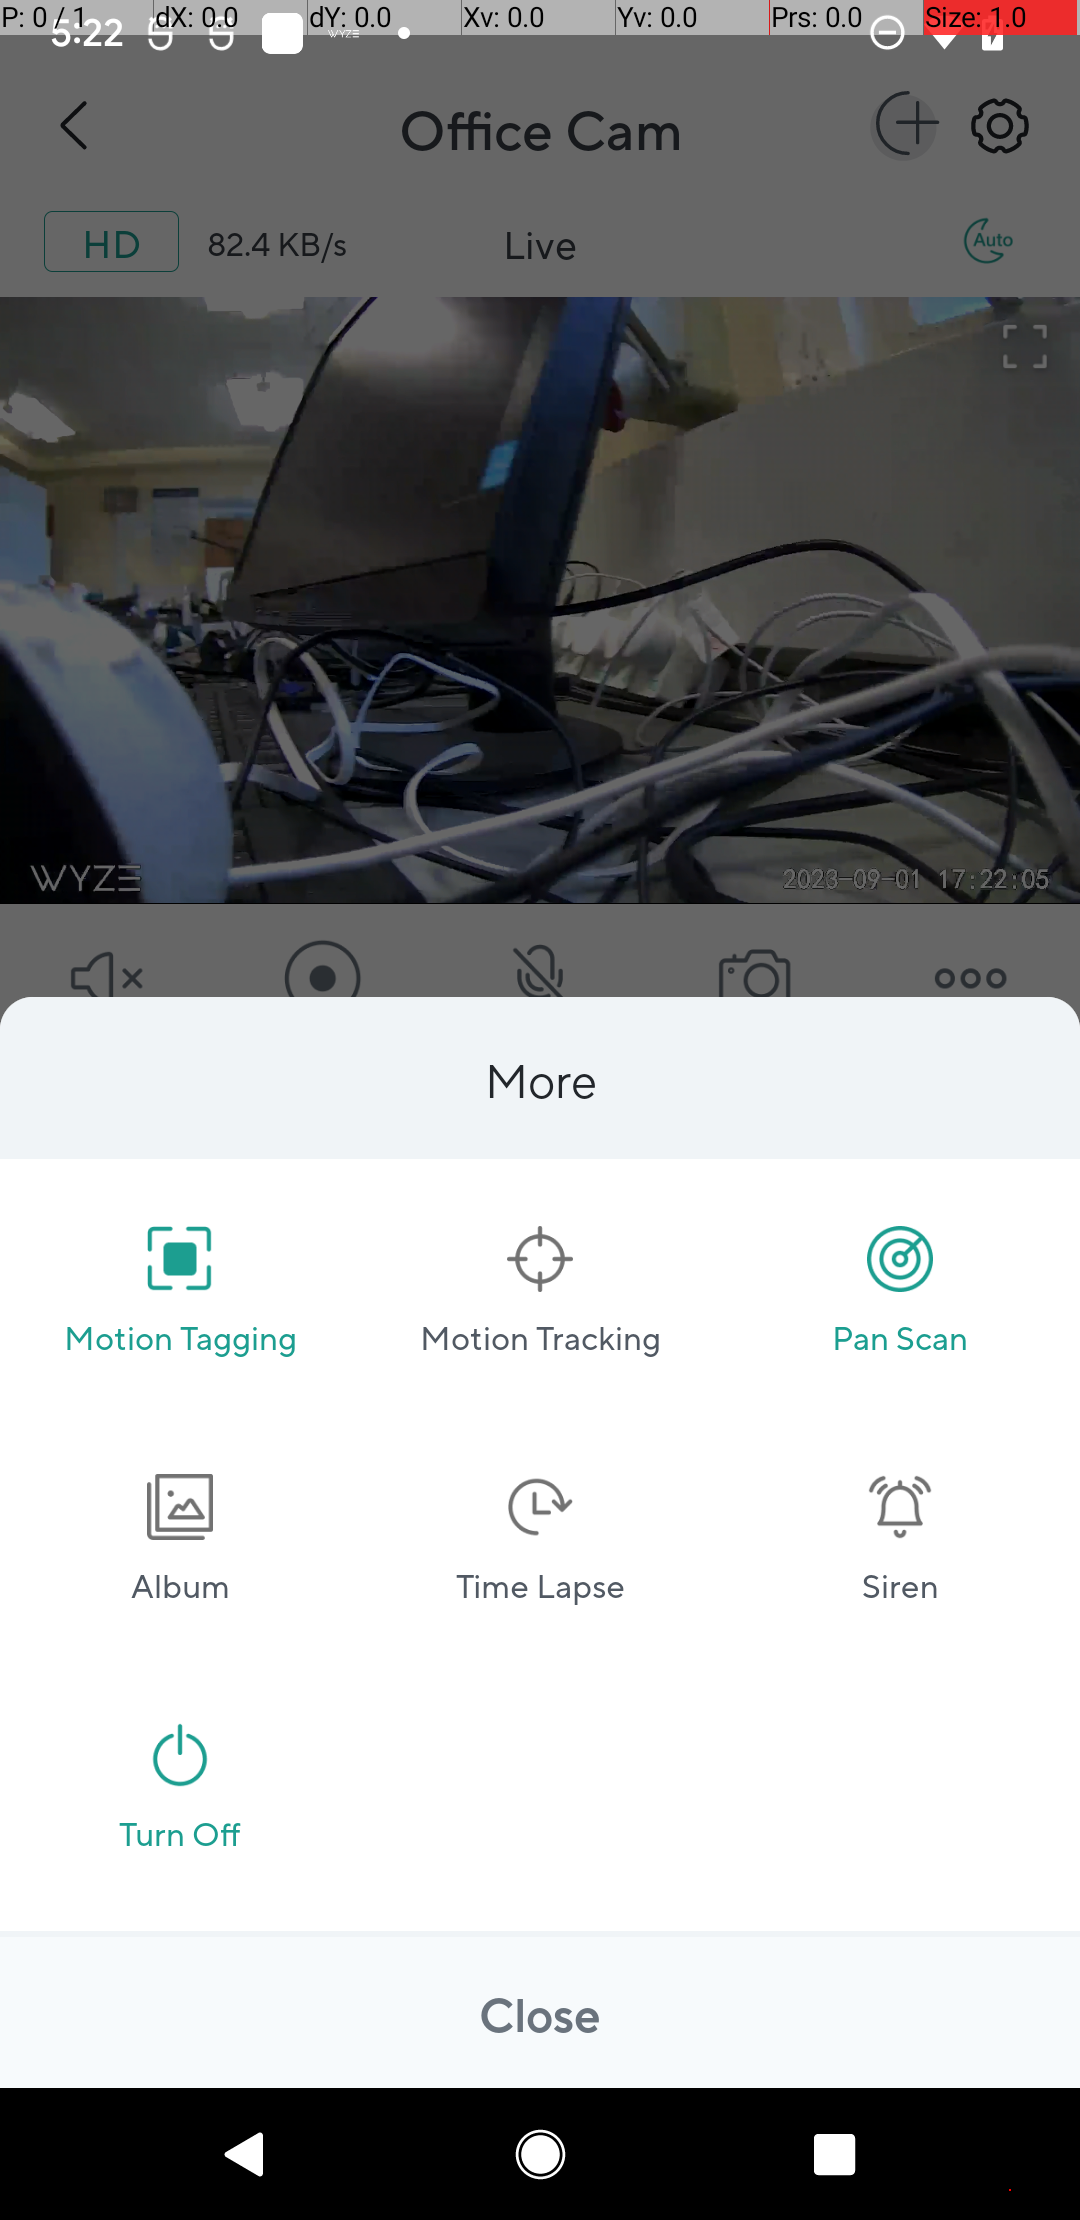 P: 0 / 1 dX: 0.0 dY: 0.0 Xv: 0.0 Yv: 0.0 Prs: 0.0 Size: 1.0
5:22 WYZE
Office Cam
HD 82.4 KB/s Live Auto
WYZE 2023-09-01 17:22:05
More
Motion Tagging Motion Tracking Pan Scan
Album Time Lapse Siren
Turn Off
Close